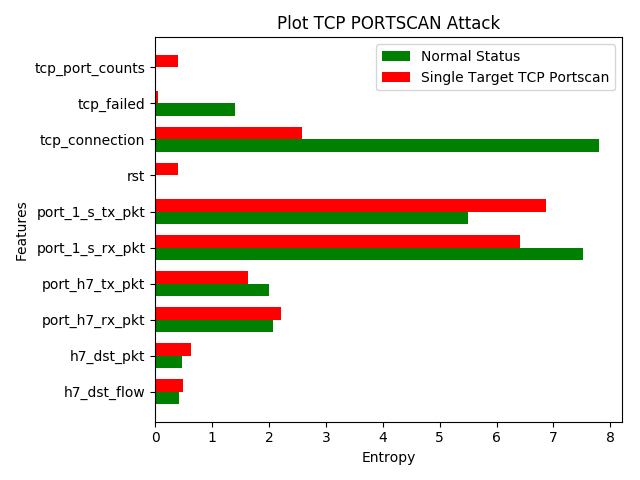 Plot TCP PORTSCAN Attack
Normal Status
Single Target TCP Portscan
Features
tcp_port_counts
tcp_failed
tcp_connection
rst
port_1_s_tx_pkt
port_1_s_rx_pkt
port_h7_tx_pkt
port_h7_rx_pkt
h7_dst_pkt
h7_dst_flow
0 1 2 3 4 5 6 7 8
Entropy